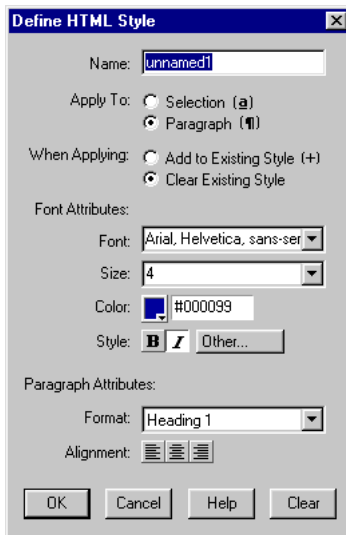 Define HTML Style
Name: unnamed1
Apply To: Selection (a)
Paragraph (¶)
When Applying: Add to Existing Style (+)
Clear Existing Style
Font Attributes:
Font: Arial, Helvetica, sans-ser
Size: 4
Color: #000099
Style: B I Other...
Paragraph Attributes:
Format: Heading 1
Alignment:
OK Cancel Help Clear